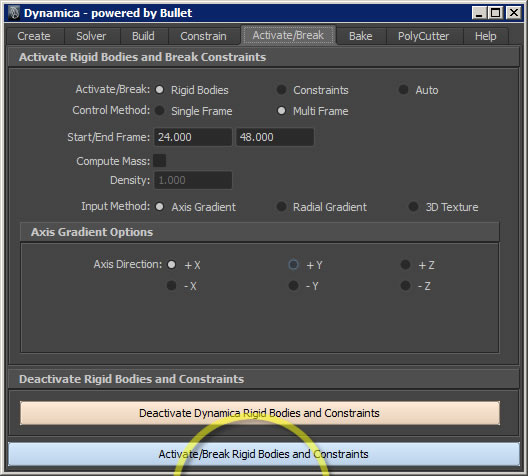 Dynamica - powered by Bullet
Create Solver Build Constrain Activate/Break Bake PolyCutter Help
Activate Rigid Bodies and Break Constraints
Activate/Break: Rigid Bodies Constraints Auto
Control Method: Single Frame Multi Frame
Start/End Frame: 24.000 48.000
Compute Mass:
Density: 1.000
Input Method: Axis Gradient Radial Gradient 3D Texture
Axis Gradient Options
Axis Direction: + X + Y + Z
- X - Y - Z
Deactivate Rigid Bodies and Constraints
Deactivate Dynamica Rigid Bodies and Constraints
Activate/Break Rigid Bodies and Constraints